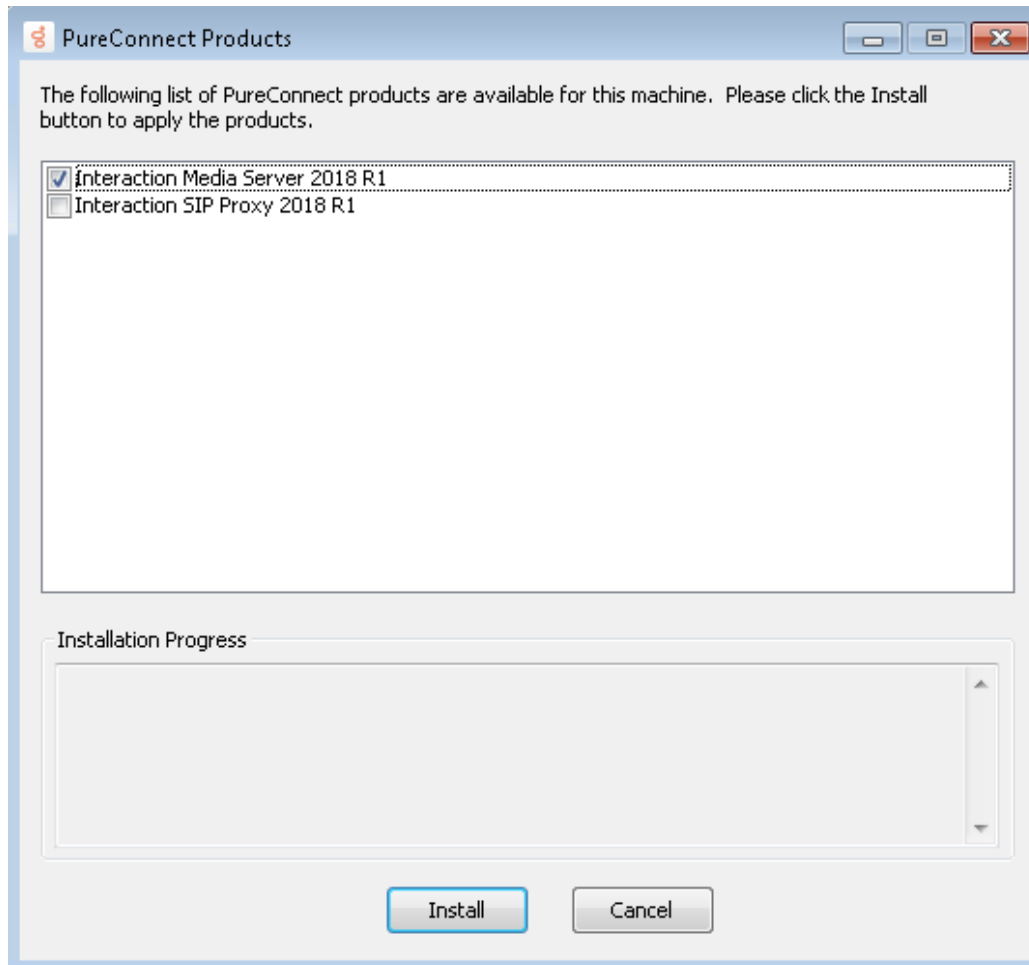 PureConnect Products
The following list of PureConnect products are available for this machine.  Please click the Install
button to apply the products.
Interaction Media Server 2018 R1
Interaction SIP Proxy 2018 R1
Installation Progress
Install
Cancel